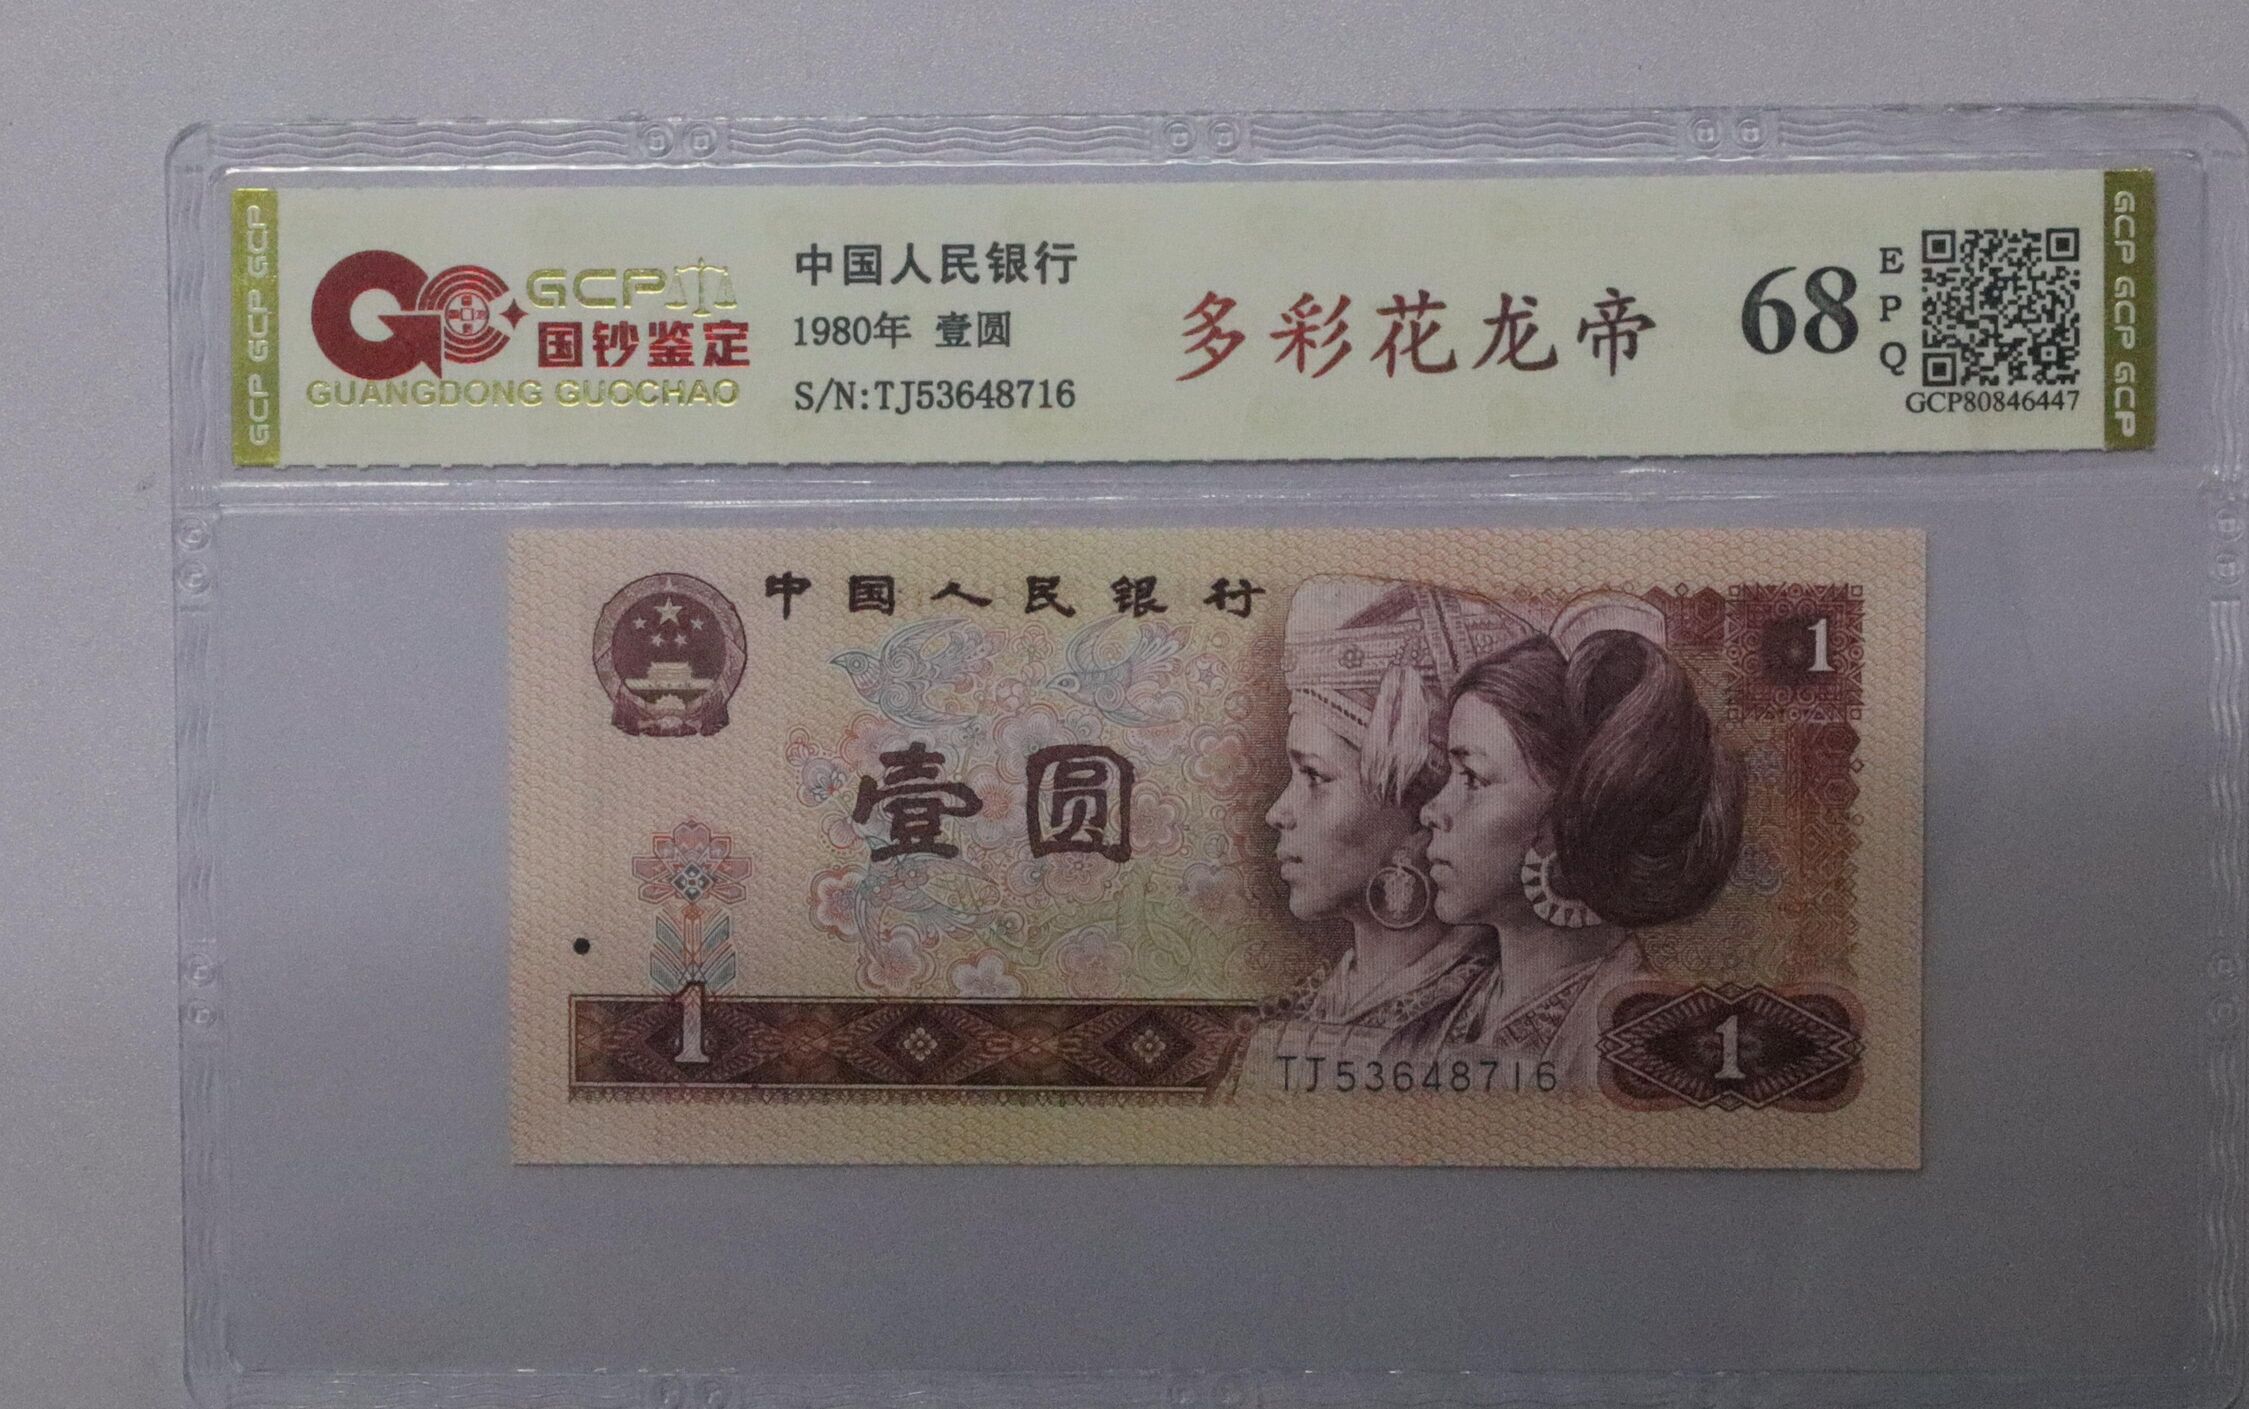 GCP GCP GCP
GCP
国钞鉴定
GUANGDONG GUOCHAO
中国人民银行
1980年 壹圆
S/N:TJ53648716
多彩花龙帝
68
EPQ
GCP80846447
GCP GCP GCP
中国人民银行
1
壹圆
1
TJ53648716
1